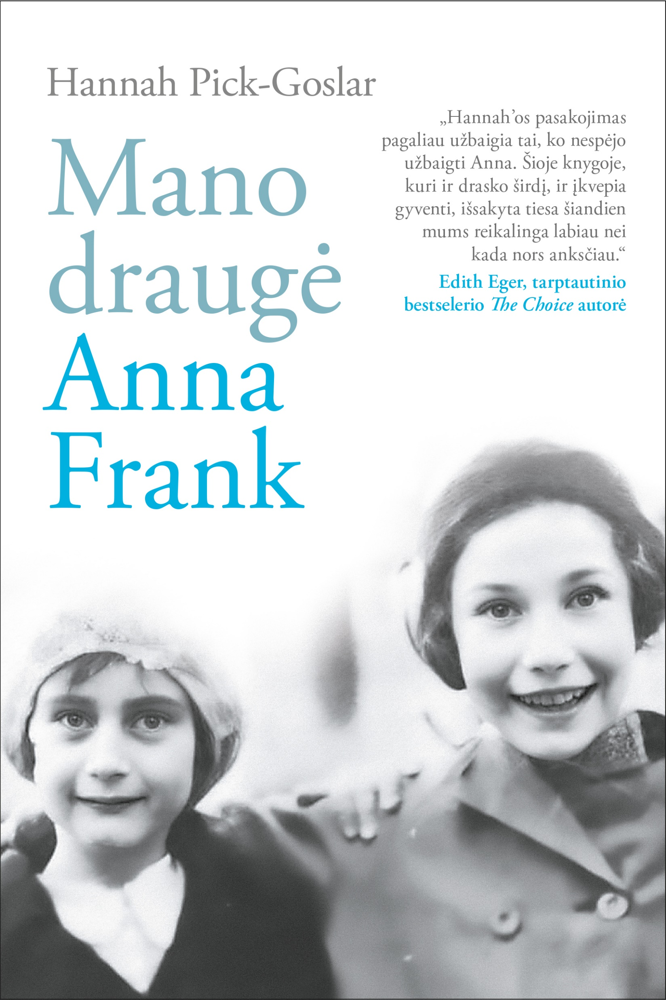 Hannah Pick-Goslar
„Hannah’os pasakojimas
pagaliau užbaigia tai, ko nespėjo
užbaigti Anna. Šioje knygoje,
kuri ir drasko širdį, ir įkvepia
gyventi, išsakyta tiesa šiandien
mums reikalinga labiau nei
kada nors anksčiau.“
Edith Eger, tarptautinio
bestselerio The Choice autorė
Mano
draugė
Anna
Frank